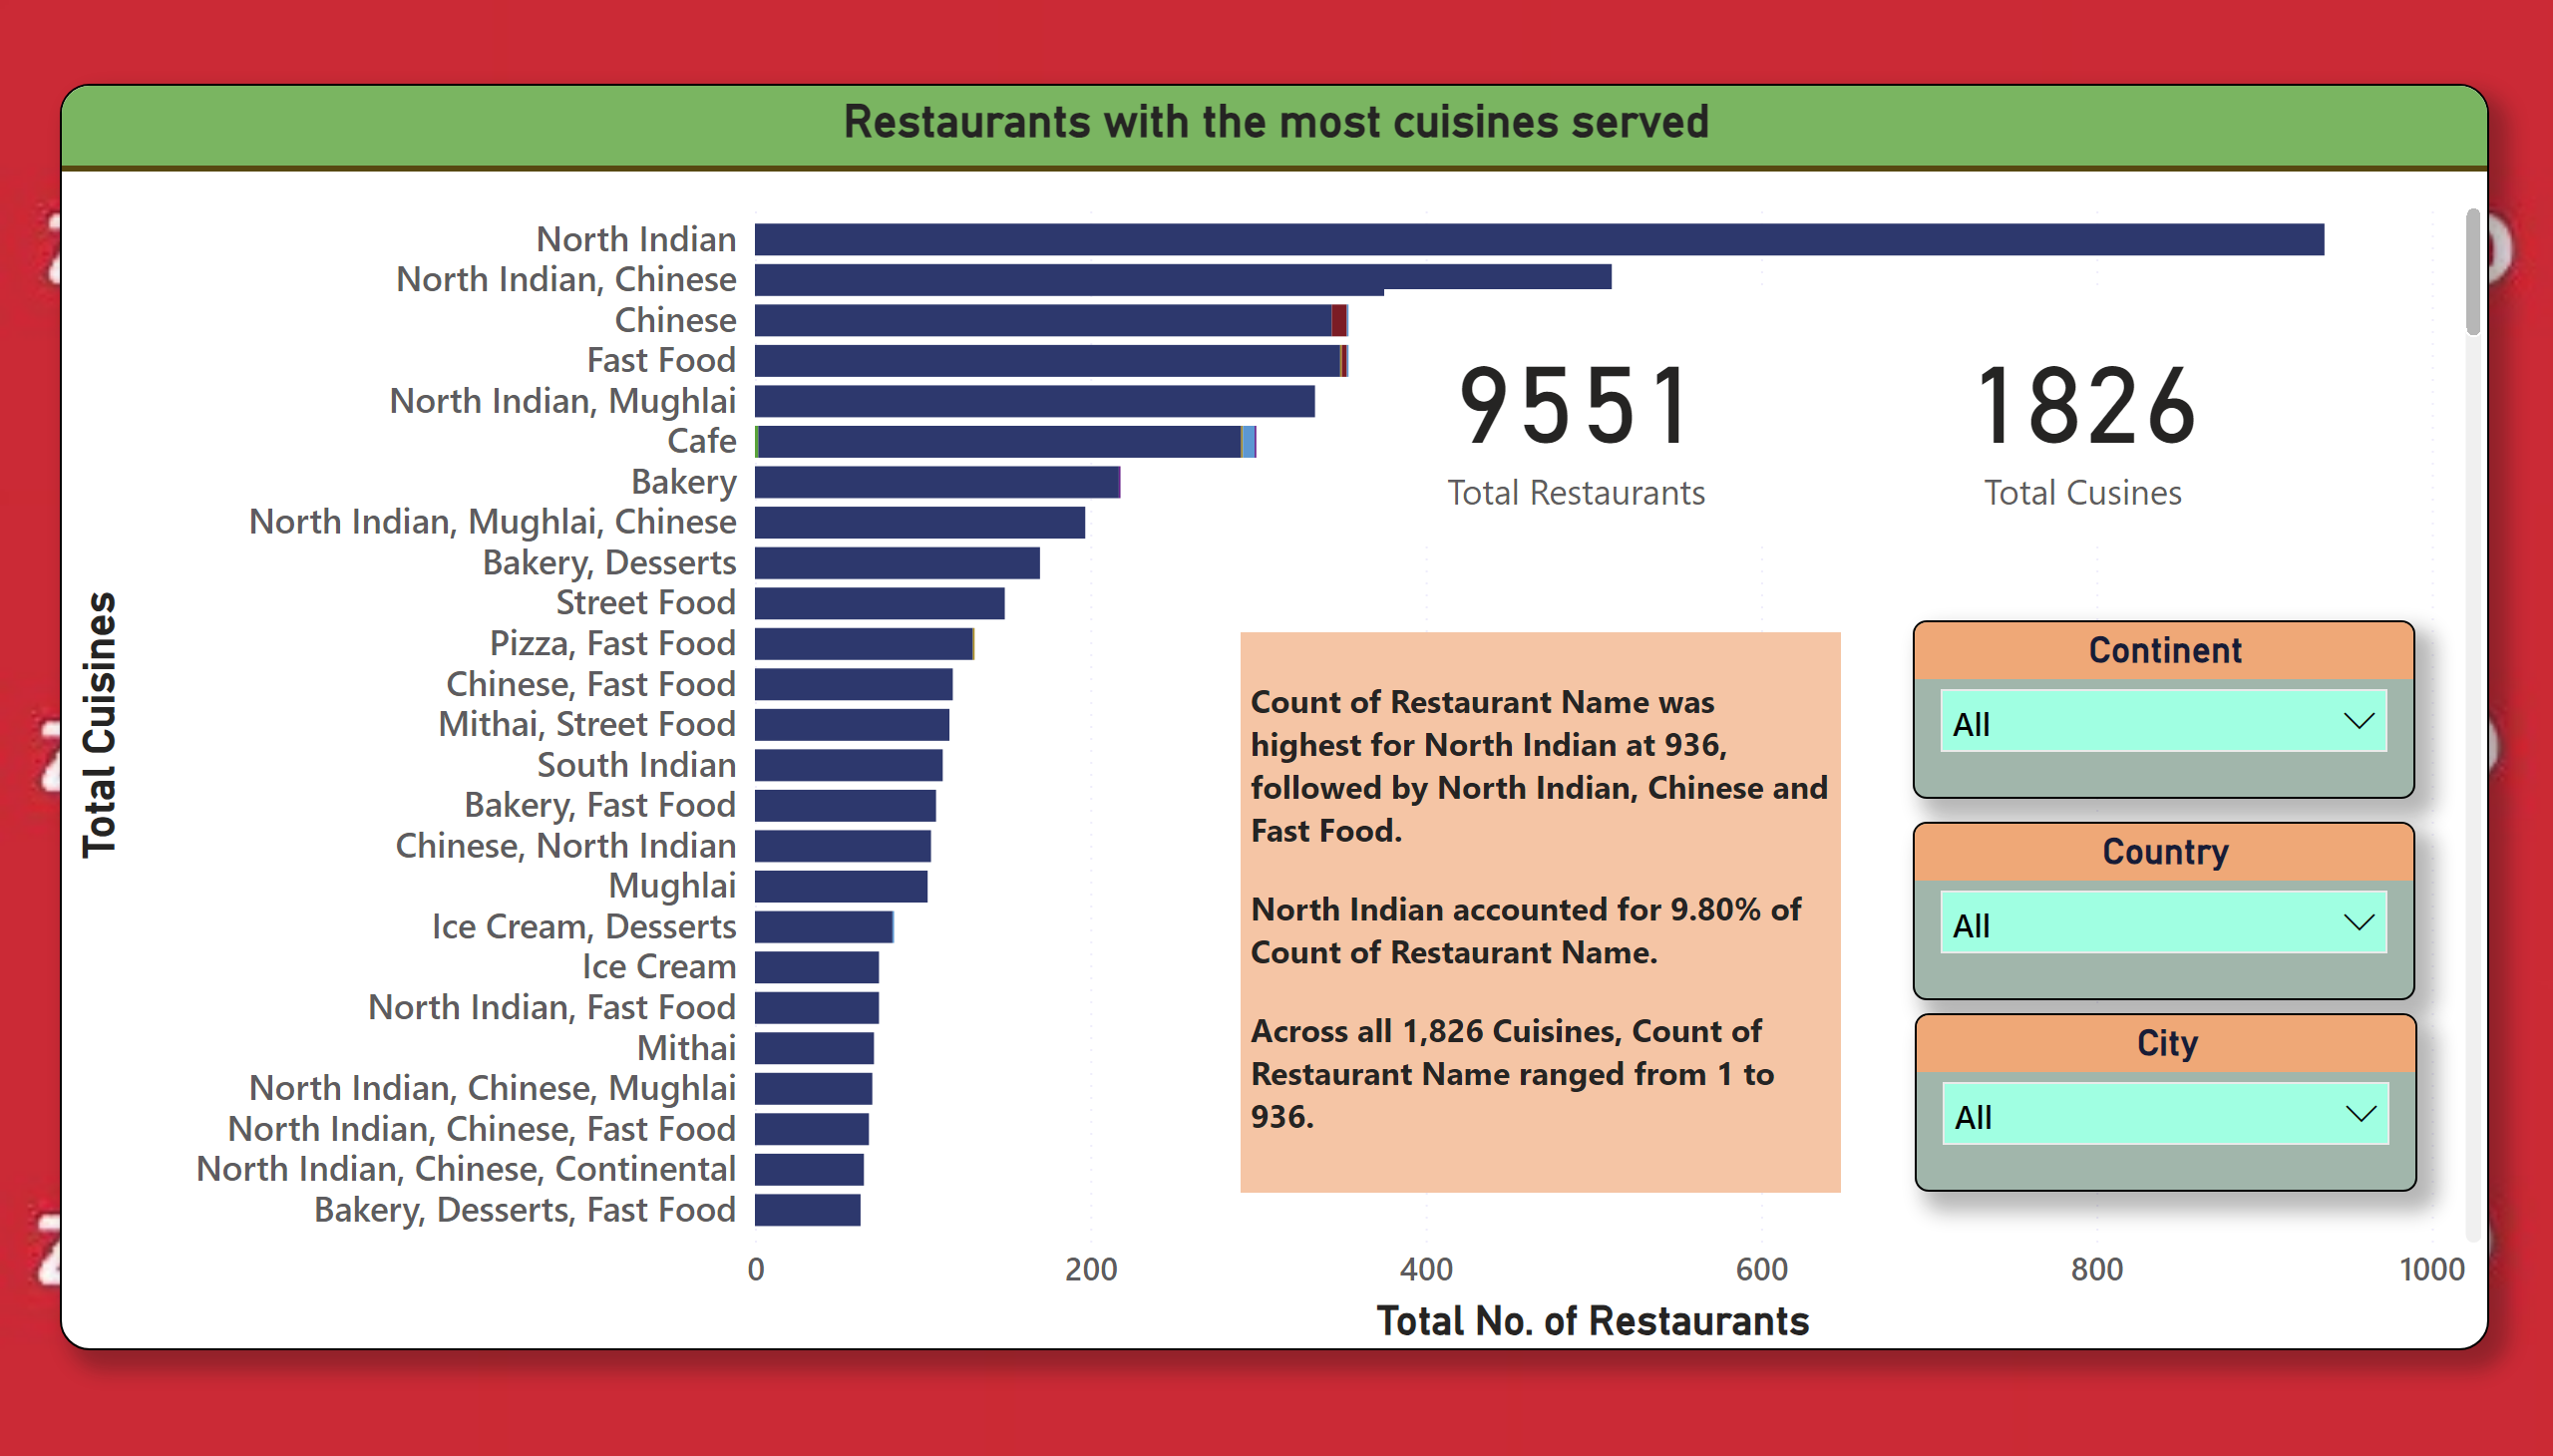 Restaurants with the most cuisines served
Total Cuisines
North Indian
North Indian, Chinese
Chinese
Fast Food
North Indian, Mughlai
Cafe
Bakery
North Indian, Mughlai, Chinese
Bakery, Desserts
Street Food
Pizza, Fast Food
Chinese, Fast Food
Mithai, Street Food
South Indian
Bakery, Fast Food
Chinese, North Indian
Mughlai
Ice Cream, Desserts
Ice Cream
North Indian, Fast Food
Mithai
North Indian, Chinese, Mughlai
North Indian, Chinese, Fast Food
North Indian, Chinese, Continental
Bakery, Desserts, Fast Food
0 200 400 600 800 1000
Total No. of Restaurants
9551
Total Restaurants
1826
Total Cusines
Count of Restaurant Name was
highest for North Indian at 936,
followed by North Indian, Chinese and
Fast Food.
North Indian accounted for 9.80% of
Count of Restaurant Name.
Across all 1,826 Cuisines, Count of
Restaurant Name ranged from 1 to
936.
Continent
All
Country
All
City
All